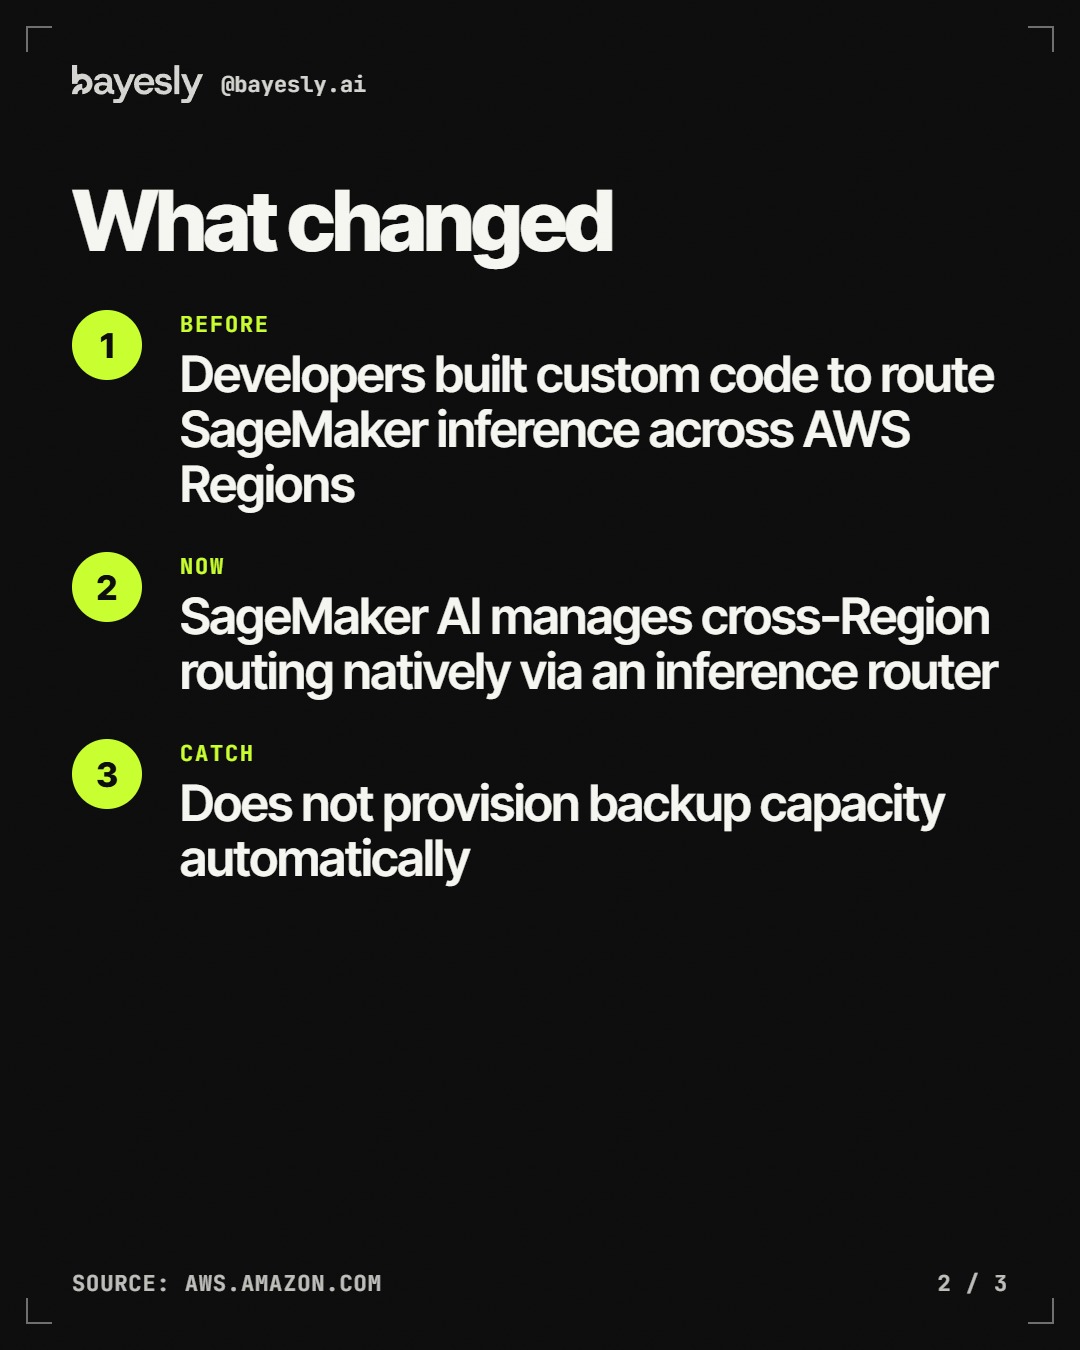 bayesly @bayesly.ai
What changed
1
BEFORE
Developers built custom code to route
SageMaker inference across AWS
Regions
2
NOW
SageMaker AI manages cross-Region
routing natively via an inference router
3
CATCH
Does not provision backup capacity
automatically
SOURCE: AWS.AMAZON.COM
2 / 3